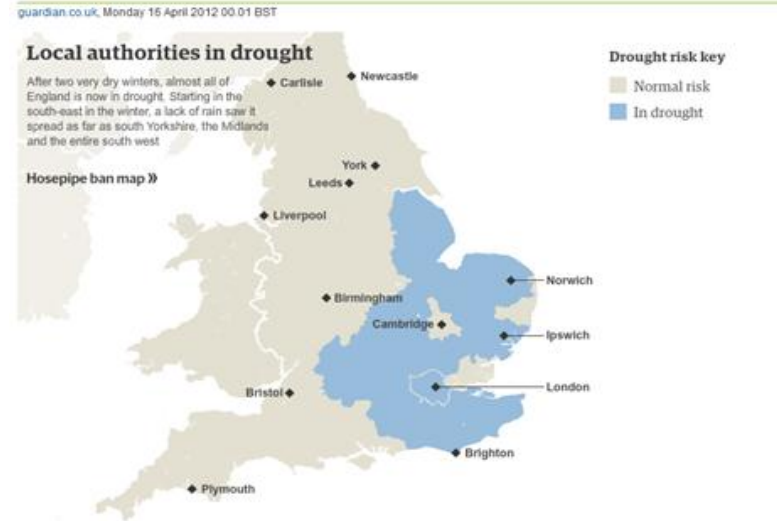 guardian.co.uk, Monday 16 April 2012 00.01 BST
Local authorities in drought
After two very dry winters, almost all of
England is now in drought. Starting in the
south-east in the winter, a lack of rain saw it
spread as far as south Yorkshire, the Midlands
and the entire south west
Hosepipe ban map »
Drought risk key
Normal risk
In drought
Carlisle
Newcastle
York
Leeds
Liverpool
Birmingham
Norwich
Cambridge
Ipswich
London
Bristol
Brighton
Plymouth